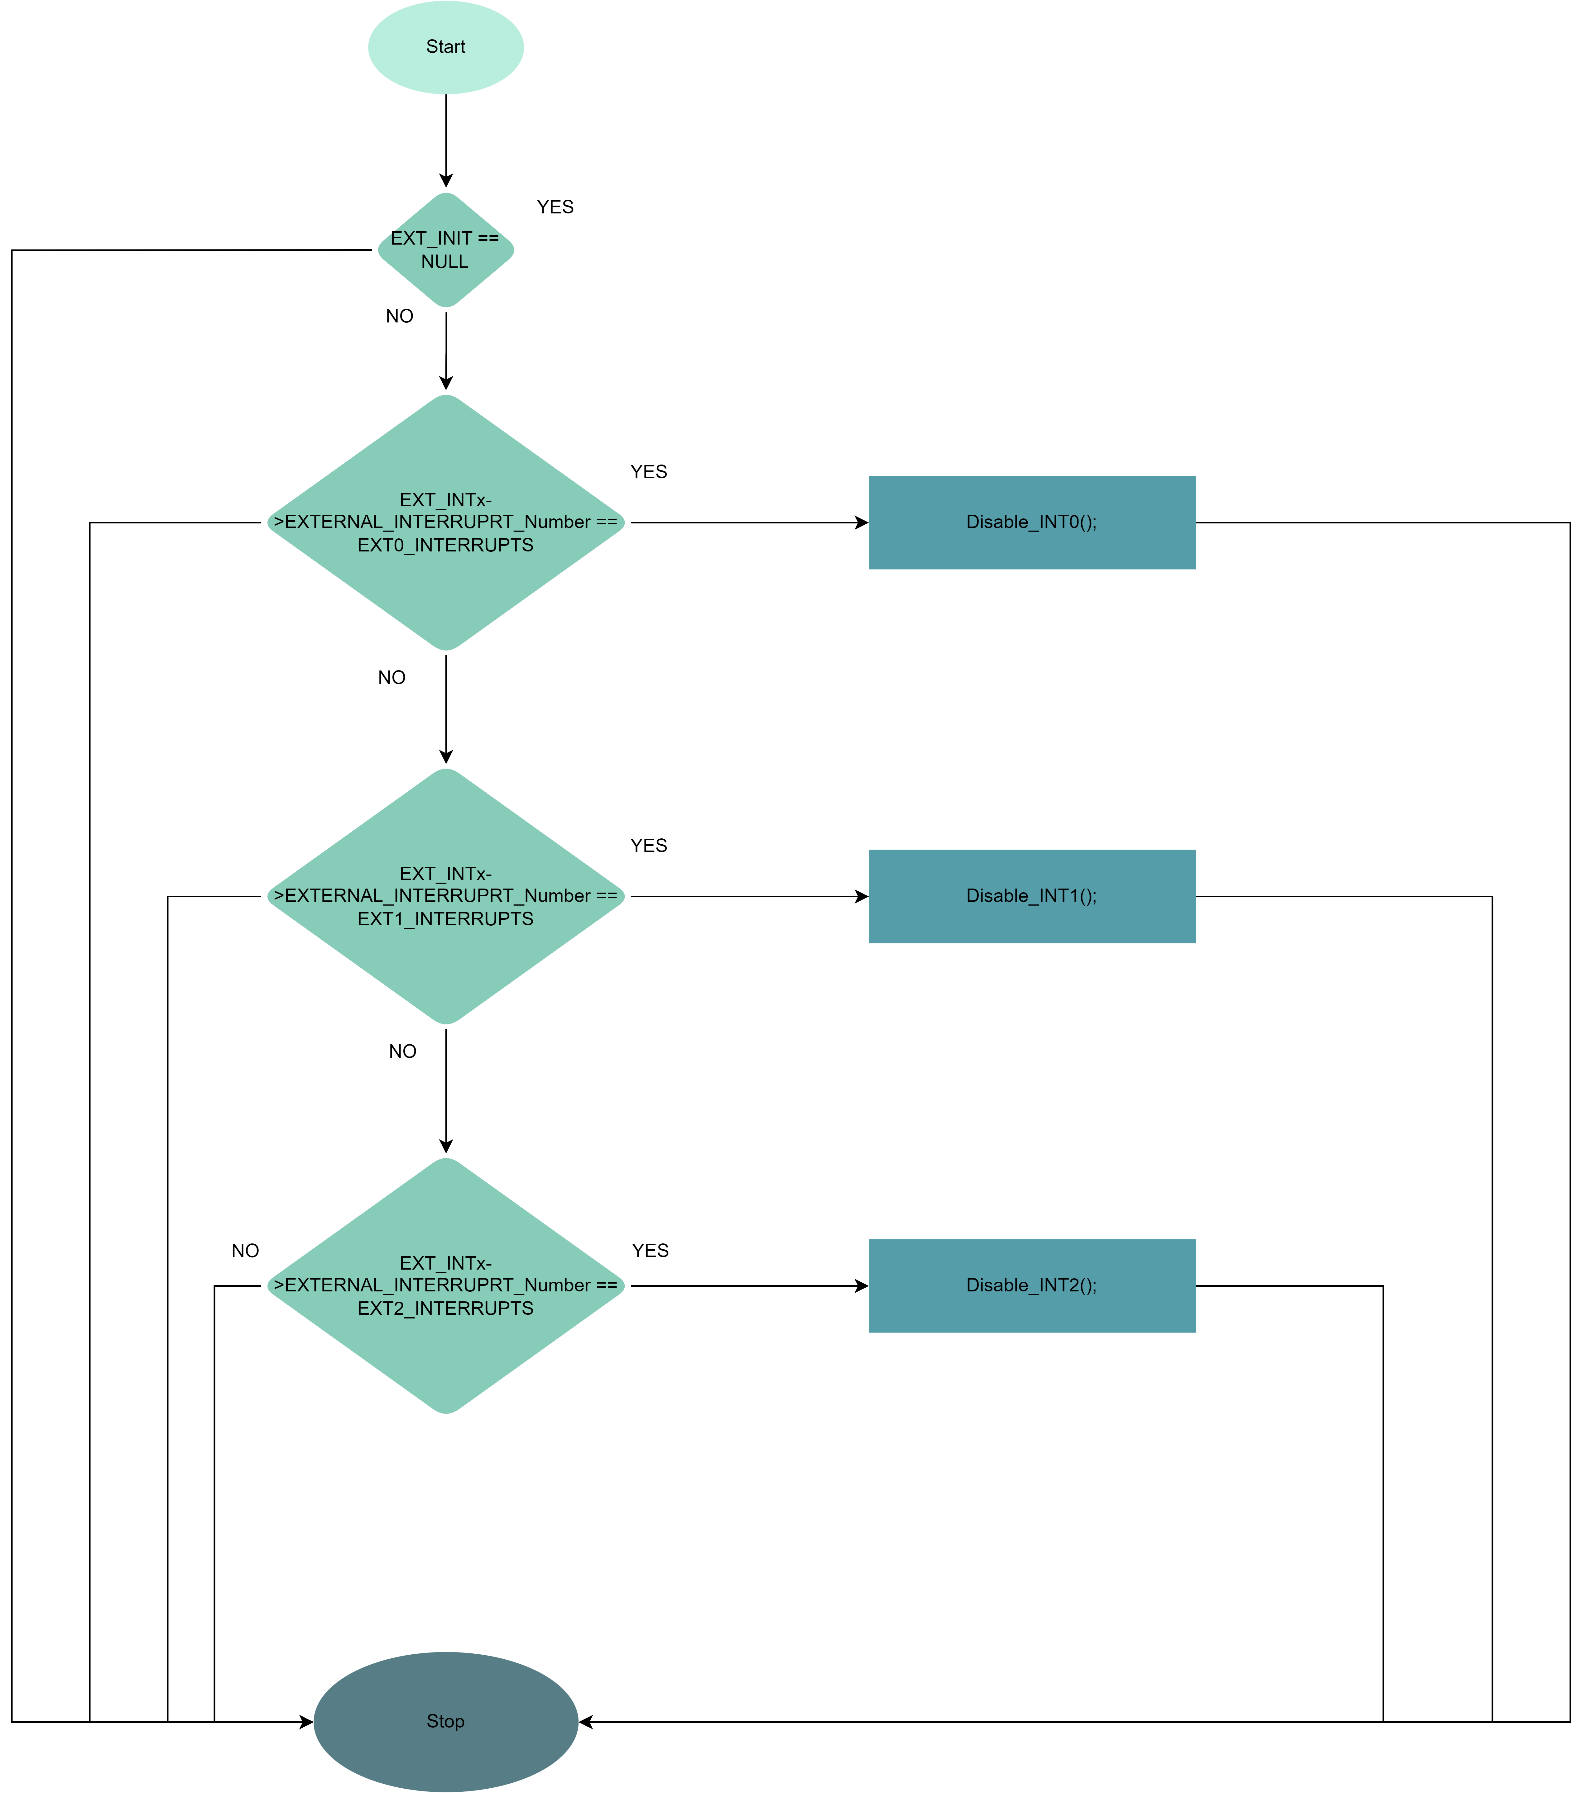 Start
YES
EXT_INIT ==
NULL
NO
EXT_INTx-
>EXTERNAL_INTERRUPRT_Number ==
EXT0_INTERRUPTS
YES
Disable_INT0();
NO
EXT_INTx-
>EXTERNAL_INTERRUPRT_Number ==
EXT1_INTERRUPTS
YES
Disable_INT1();
NO
NO
EXT_INTx-
>EXTERNAL_INTERRUPRT_Number ==
EXT2_INTERRUPTS
YES
Disable_INT2();
Stop